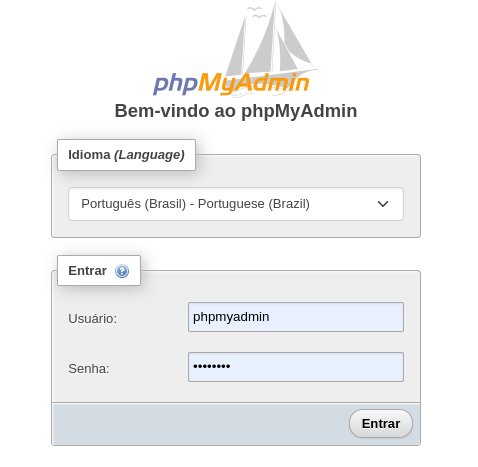 phpMyAdmin
Bem-vindo ao phpMyAdmin
Idioma (Language)
Português (Brasil) - Portuguese (Brazil)
Entrar ?
Usuário: phpmyadmin
Senha: ••••••••
Entrar